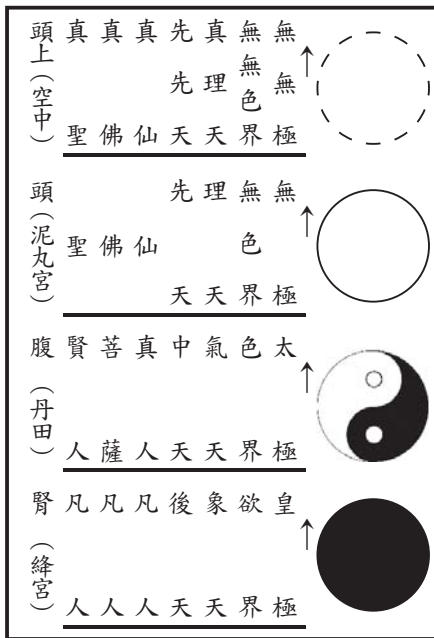 無無極
無無色界
真理天
先先天
真仙
真佛
真聖
頭上（空中）
無極
無色界
理天
先天
仙
佛
聖
頭（泥丸宮）
太極
色界
氣天
中天
真人
菩薩
賢人
腹（丹田）
皇極
欲界
象天
後天
凡人
凡人
凡人
腎（絳宮）